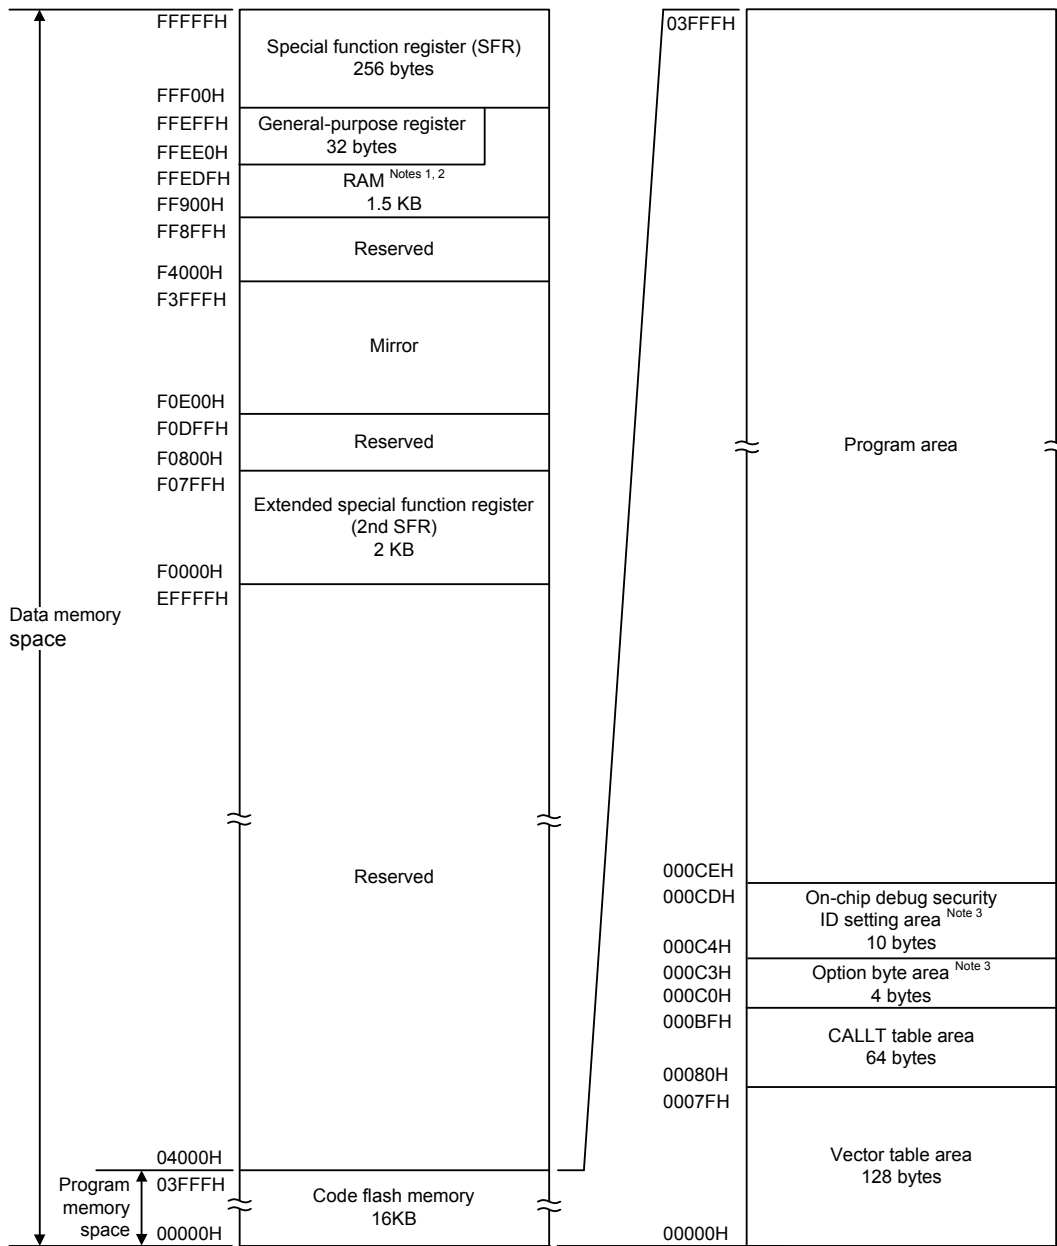 FFFFFH
Special function register (SFR)
256 bytes
FFF00H
FFEFFH
General-purpose register
32 bytes
FFEE0H
FFEDFH
RAM Notes 1, 2
1.5 KB
FF900H
FF8FFH
Reserved
F4000H
F3FFFH
Mirror
F0E00H
F0DFFH
Reserved
F0800H
F07FFH
Extended special function register
(2nd SFR)
2 KB
F0000H
EFFFFH
Data memory
space
Reserved
04000H
Program
memory
space
03FFFH
Code flash memory
16KB
00000H
03FFFH
Program area
000CEH
000CDH
On-chip debug security
ID setting area Note 3
10 bytes
000C4H
000C3H
Option byte area Note 3
4 bytes
000C0H
000BFH
CALLT table area
64 bytes
00080H
0007FH
Vector table area
128 bytes
00000H